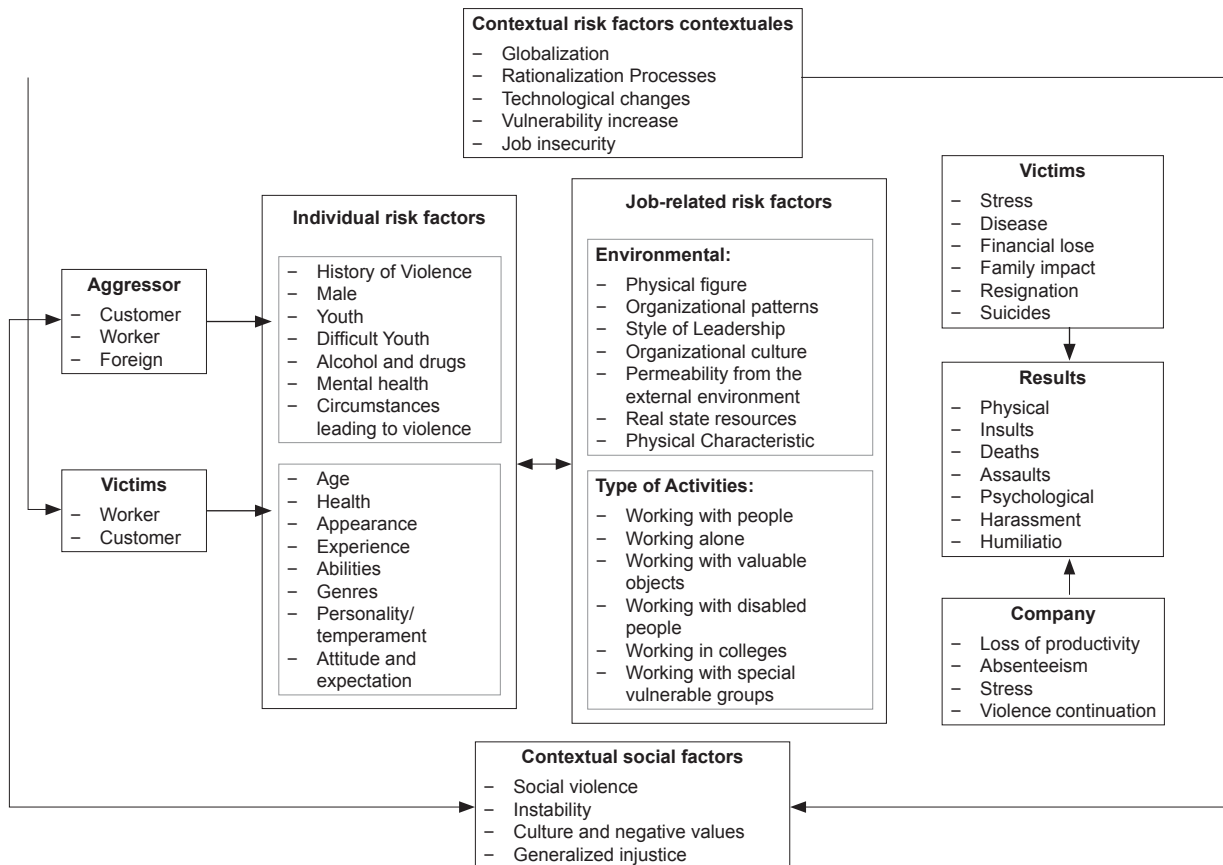 Contextual risk factors contextuales
– Globalization
– Rationalization Processes
– Technological changes
– Vulnerability increase
– Job insecurity
Aggressor
– Customer
– Worker
– Foreign
Victims
– Worker
– Customer
Individual risk factors
– History of Violence
– Male
– Youth
– Difficult Youth
– Alcohol and drugs
– Mental health
– Circumstances
leading to violence
– Age
– Health
– Appearance
– Experience
– Abilities
– Genres
– Personality/
temperament
– Attitude and
expectation
Job-related risk factors
Environmental:
– Physical figure
– Organizational patterns
– Style of Leadership
– Organizational culture
– Permeability from the
external environment
– Real state resources
– Physical Characteristic
Type of Activities:
– Working with people
– Working alone
– Working with valuable
objects
– Working with disabled
people
– Working in colleges
– Working with special
vulnerable groups
Victims
– Stress
– Disease
– Financial lose
– Family impact
– Resignation
– Suicides
Results
– Physical
– Insults
– Deaths
– Assaults
– Psychological
– Harassment
– Humiliatio
Company
– Loss of productivity
– Absenteeism
– Stress
– Violence continuation
Contextual social factors
– Social violence
– Instability
– Culture and negative values
– Generalized injustice